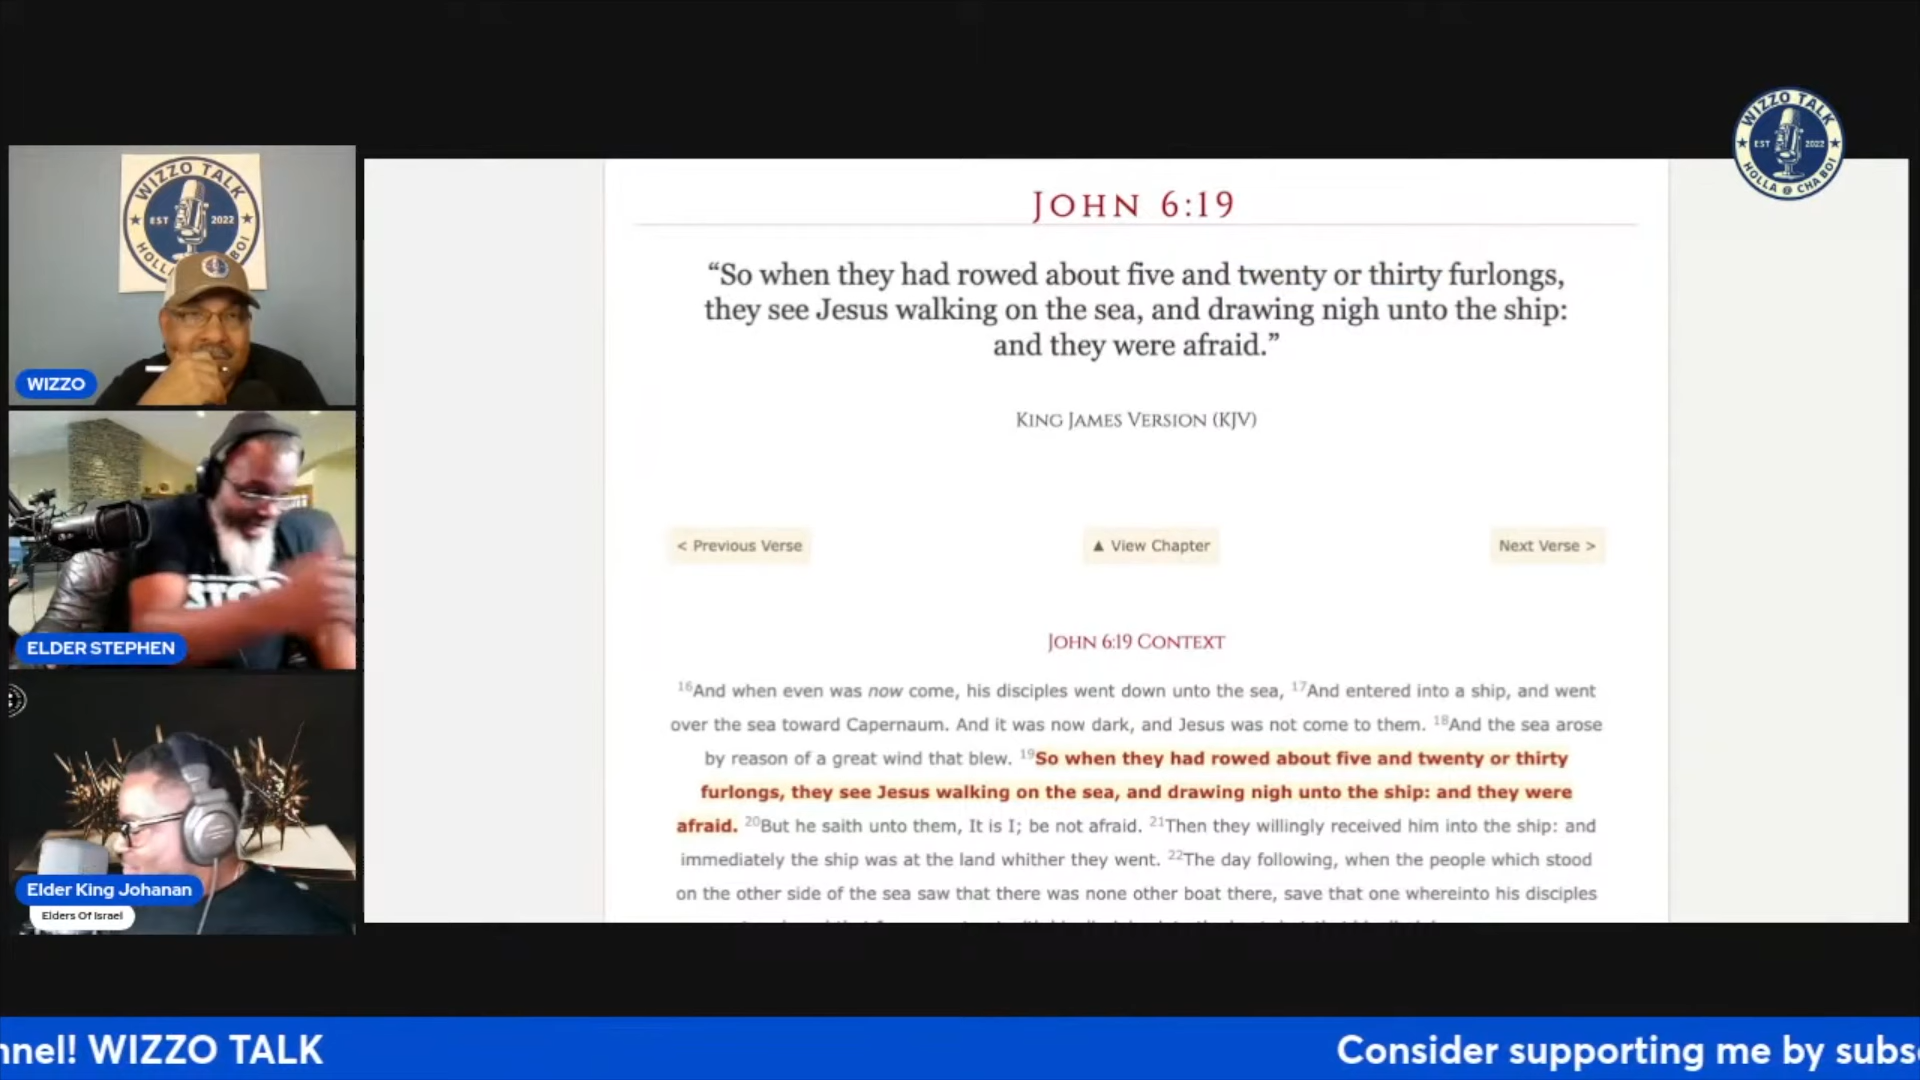 WIZZO TALK
EST 2022
HOLLA @ CHA BOI
WIZZO TALK
EST 2022
WIZZO
ELDER STEPHEN
Elder King Johanan
Elders Of Israel
JOHN 6:19
“So when they had rowed about five and twenty or thirty furlongs,
they see Jesus walking on the sea, and drawing nigh unto the ship:
and they were afraid.”
KING JAMES VERSION (KJV)
< Previous Verse
▲ View Chapter
Next Verse >
JOHN 6:19 CONTEXT
16And when even was now come, his disciples went down unto the sea, 17And entered into a ship, and went
over the sea toward Capernaum. And it was now dark, and Jesus was not come to them. 18And the sea arose
by reason of a great wind that blew. 19So when they had rowed about five and twenty or thirty
furlongs, they see Jesus walking on the sea, and drawing nigh unto the ship: and they were
afraid. 20But he saith unto them, It is I; be not afraid. 21Then they willingly received him into the ship: and
immediately the ship was at the land whither they went. 22The day following, when the people which stood
on the other side of the sea saw that there was none other boat there, save that one whereinto his disciples
nnel! WIZZO TALK
Consider supporting me by subs